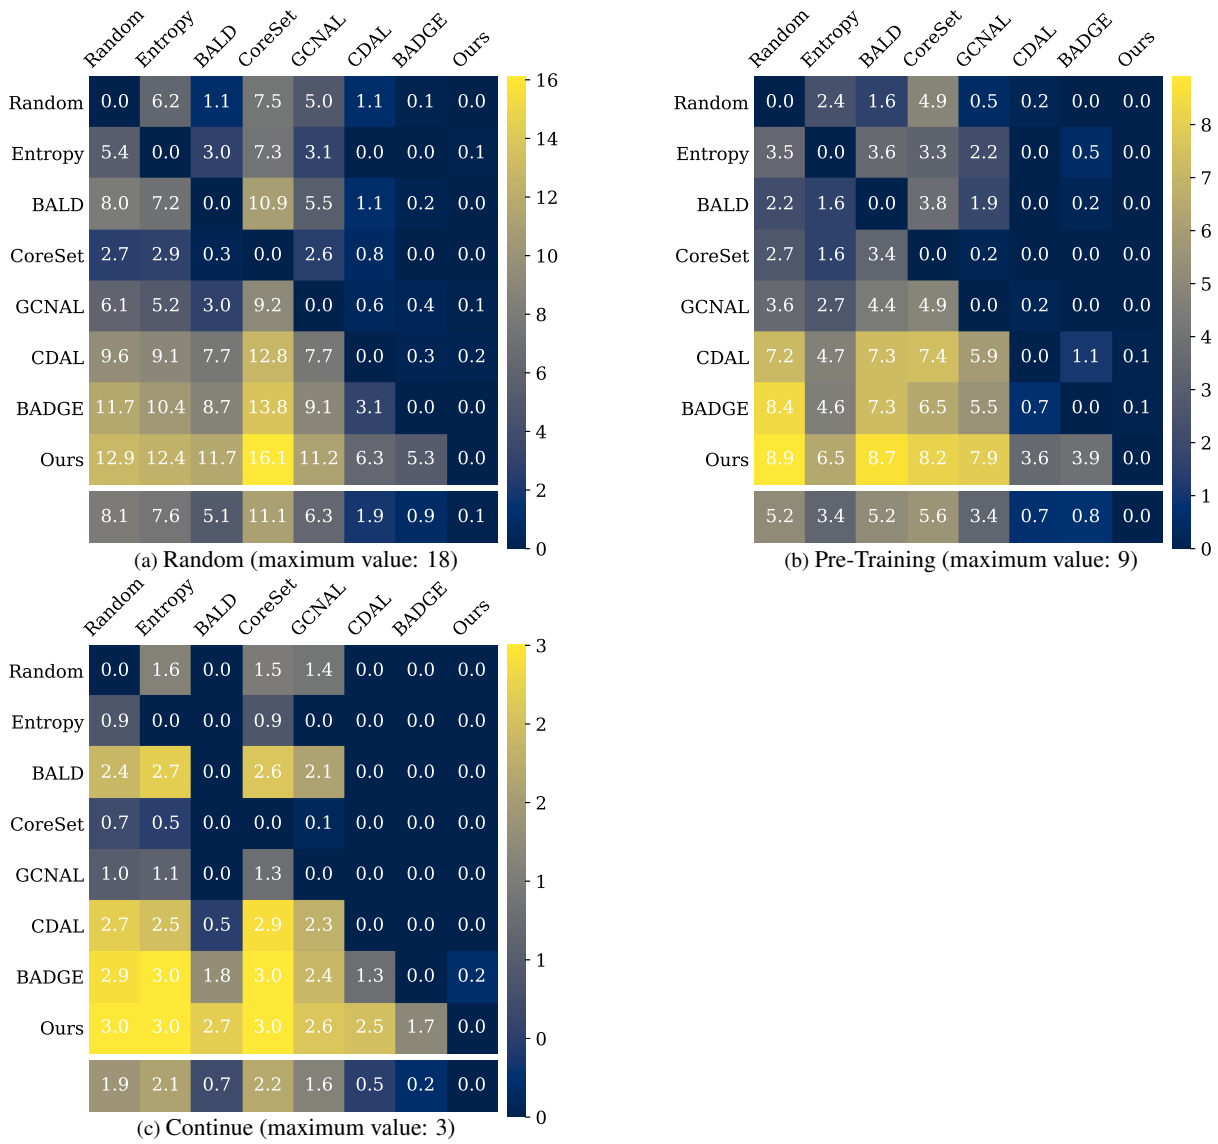 Random Entropy BALD CoreSet GCNAL CDAL BADGE Ours
Random 0.0 6.2 1.1 7.5 5.0 1.1 0.1 0.0
Entropy 5.4 0.0 3.0 7.3 3.1 0.0 0.0 0.1
BALD 8.0 7.2 0.0 10.9 5.5 1.1 0.2 0.0
CoreSet 2.7 2.9 0.3 0.0 2.6 0.8 0.0 0.0
GCNAL 6.1 5.2 3.0 9.2 0.0 0.6 0.4 0.1
CDAL 9.6 9.1 7.7 12.8 7.7 0.0 0.3 0.2
BADGE 11.7 10.4 8.7 13.8 9.1 3.1 0.0 0.0
Ours 12.9 12.4 11.7 16.1 11.2 6.3 5.3 0.0
8.1 7.6 5.1 11.1 6.3 1.9 0.9 0.1
16
14
12
10
8
6
4
2
0
(a) Random (maximum value: 18)
Random Entropy BALD CoreSet GCNAL CDAL BADGE Ours
Random 0.0 2.4 1.6 4.9 0.5 0.2 0.0 0.0
Entropy 3.5 0.0 3.6 3.3 2.2 0.0 0.5 0.0
BALD 2.2 1.6 0.0 3.8 1.9 0.0 0.2 0.0
CoreSet 2.7 1.6 3.4 0.0 0.2 0.0 0.0 0.0
GCNAL 3.6 2.7 4.4 4.9 0.0 0.2 0.0 0.0
CDAL 7.2 4.7 7.3 7.4 5.9 0.0 1.1 0.1
BADGE 8.4 4.6 7.3 6.5 5.5 0.7 0.0 0.1
Ours 8.9 6.5 8.7 8.2 7.9 3.6 3.9 0.0
5.2 3.4 5.2 5.6 3.4 0.7 0.8 0.0
8
7
6
5
4
3
2
1
0
(b) Pre-Training (maximum value: 9)
Random Entropy BALD CoreSet GCNAL CDAL BADGE Ours
Random 0.0 1.6 0.0 1.5 1.4 0.0 0.0 0.0
Entropy 0.9 0.0 0.0 0.9 0.0 0.0 0.0 0.0
BALD 2.4 2.7 0.0 2.6 2.1 0.0 0.0 0.0
CoreSet 0.7 0.5 0.0 0.0 0.1 0.0 0.0 0.0
GCNAL 1.0 1.1 0.0 1.3 0.0 0.0 0.0 0.0
CDAL 2.7 2.5 0.5 2.9 2.3 0.0 0.0 0.0
BADGE 2.9 3.0 1.8 3.0 2.4 1.3 0.0 0.2
Ours 3.0 3.0 2.7 3.0 2.6 2.5 1.7 0.0
1.9 2.1 0.7 2.2 1.6 0.5 0.2 0.0
3
2
2
1
1
0
0
(c) Continue (maximum value: 3)